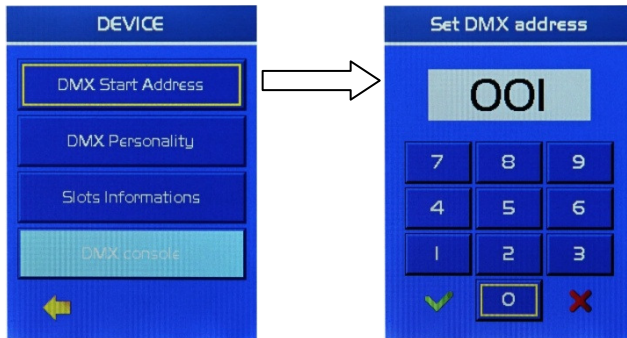 DEVICE
DMX Start Address
DMX Personality
Slots Informations
DMX console
Set DMX address
001
7 8 9
4 5 6
1 2 3
0